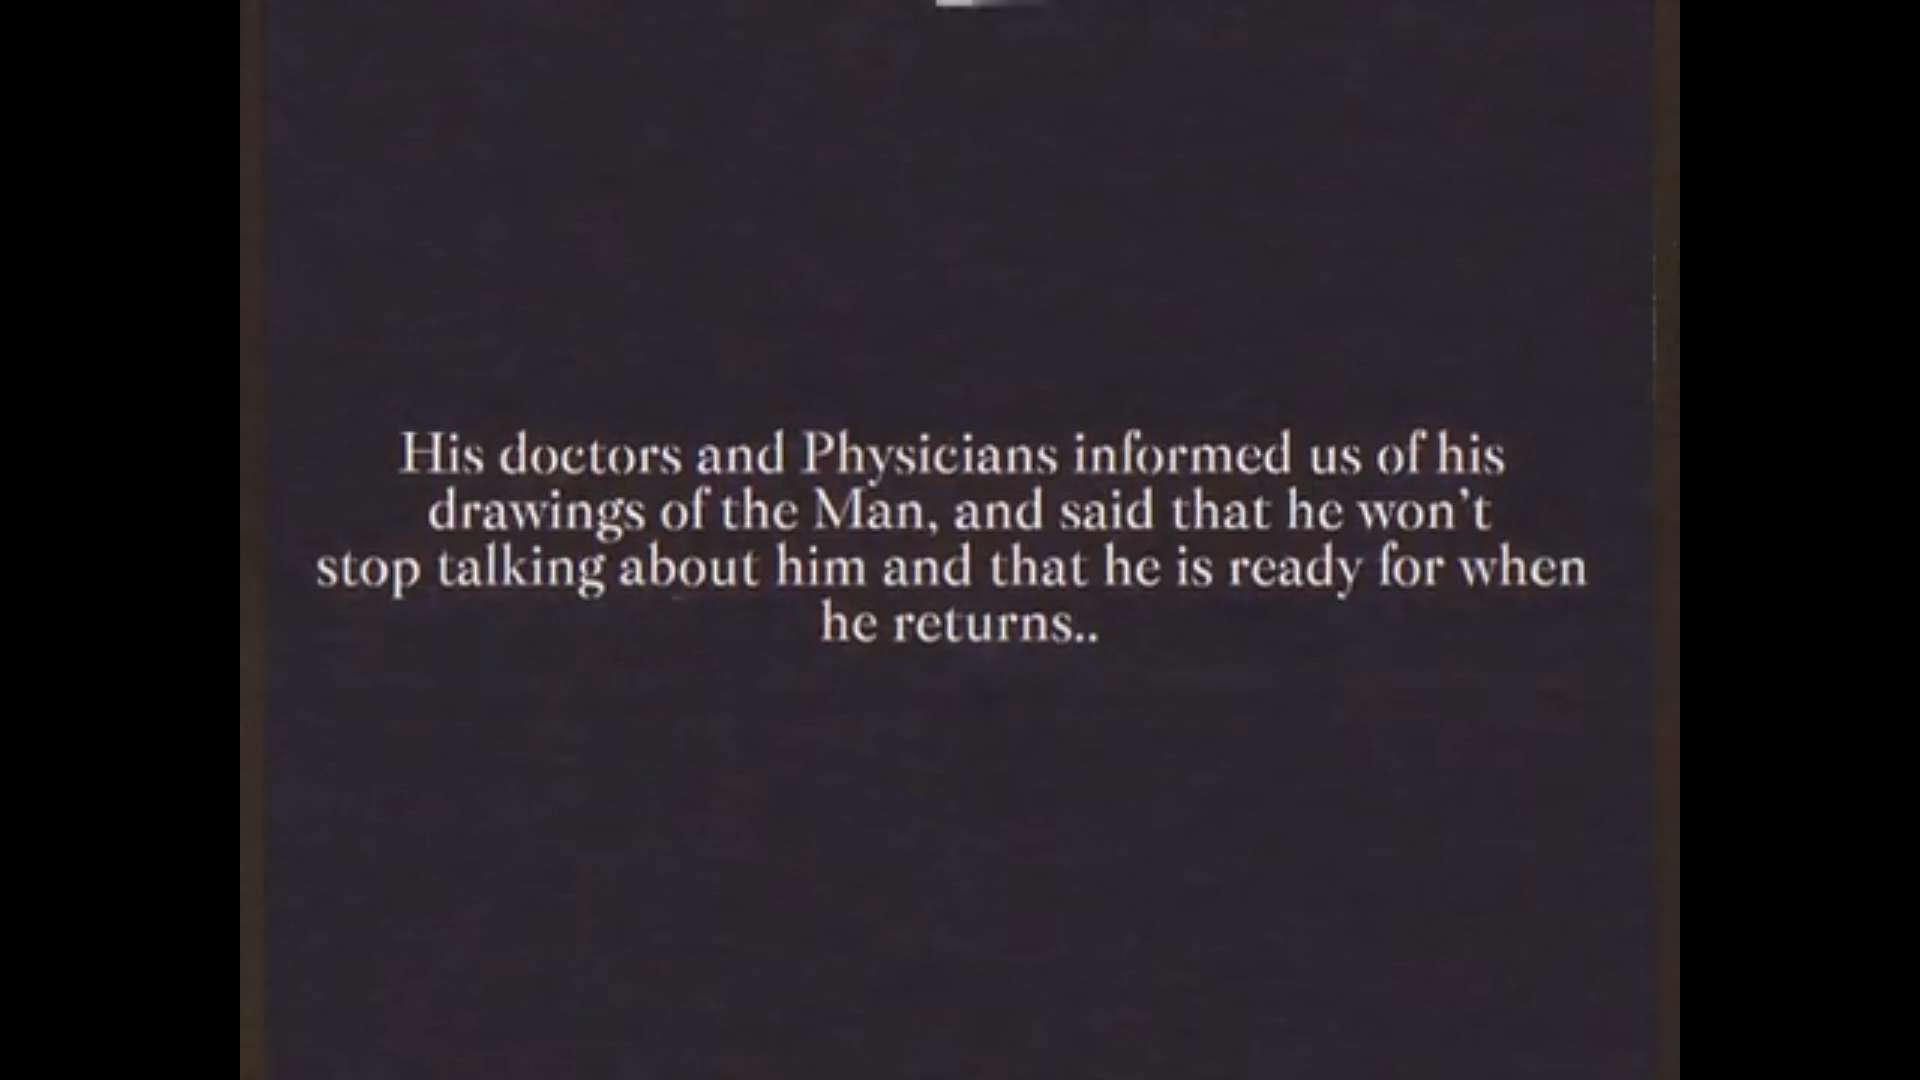 His doctors and Physicians informed us of his
drawings of the Man, and said that he won’t
stop talking about him and that he is ready for when
he returns..